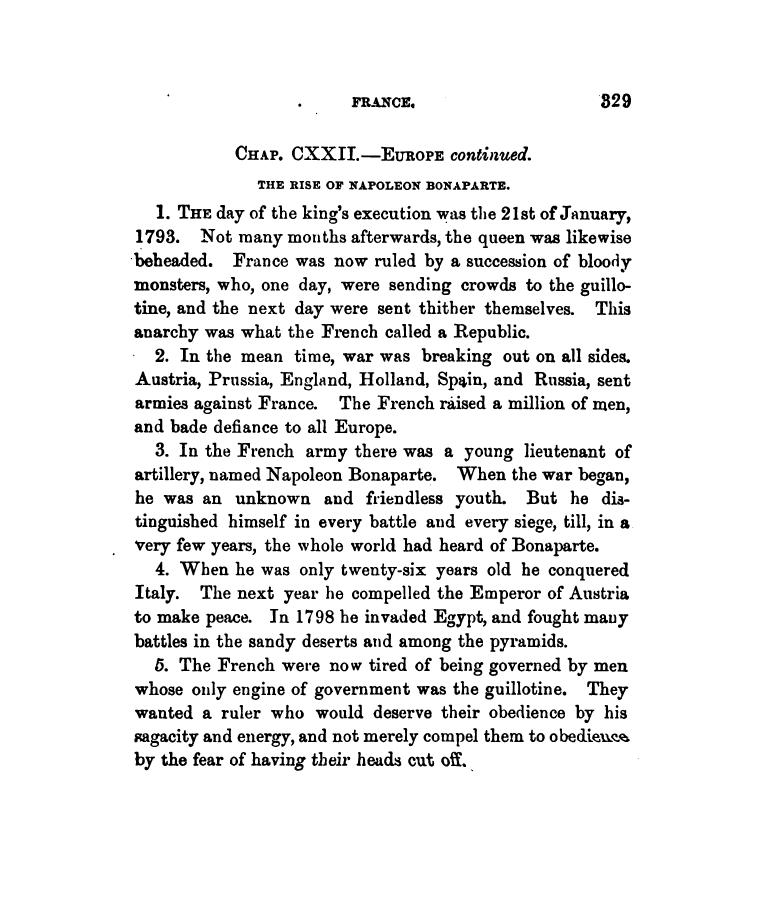 FRANCE. 329
CHAP. CXXII.—EUROPE continued.
THE RISE OF NAPOLEON BONAPARTE.
1. THE day of the king's execution was the 21st of January,
1793. Not many months afterwards, the queen was likewise
beheaded. France was now ruled by a succession of bloody
monsters, who, one day, were sending crowds to the guillo-
tine, and the next day were sent thither themselves. This
anarchy was what the French called a Republic.
2. In the mean time, war was breaking out on all sides.
Austria, Prussia, England, Holland, Spain, and Russia, sent
armies against France. The French raised a million of men,
and bade defiance to all Europe.
3. In the French army there was a young lieutenant of
artillery, named Napoleon Bonaparte. When the war began,
he was an unknown and friendless youth. But he dis-
tinguished himself in every battle and every siege, till, in a
very few years, the whole world had heard of Bonaparte.
4. When he was only twenty-six years old he conquered
Italy. The next year he compelled the Emperor of Austria
to make peace. In 1798 he invaded Egypt, and fought many
battles in the sandy deserts and among the pyramids.
5. The French were now tired of being governed by men
whose only engine of government was the guillotine. They
wanted a ruler who would deserve their obedience by his
sagacity and energy, and not merely compel them to obedience
by the fear of having their heads cut off.